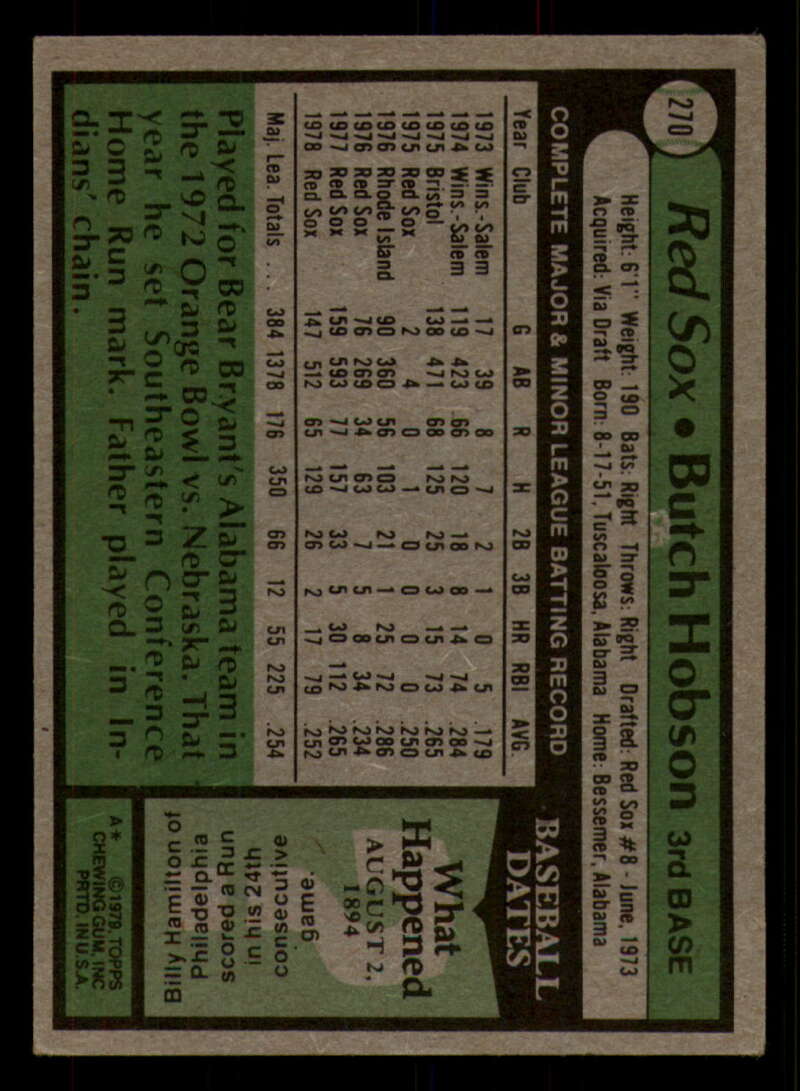 270
Red Sox • Butch Hobson 3rd BASE
Height: 6'1" Weight: 190 Bats: Right Throws: Right Drafted: Red Sox #8 - June, 1973
Acquired: Via Draft Born: 8-17-51, Tuscaloosa, Alabama Home: Bessemer, Alabama
COMPLETE MAJOR & MINOR LEAGUE BATTING RECORD
Year Club G AB R H 2B 3B HR RBI AVG.
1973 Wins.-Salem 17 39 8 7 2 1 0 5 .179
1974 Wins.-Salem 119 423 66 120 18 8 14 74 .284
1975 Bristol 138 471 68 125 25 3 15 73 .265
1975 Red Sox 2 4 0 1 0 0 0 0 .250
1976 Rhode Island 90 360 56 103 21 1 25 72 .286
1976 Red Sox 76 269 34 63 7 5 8 34 .234
1977 Red Sox 159 593 77 157 33 5 30 112 .265
1978 Red Sox 147 512 65 129 26 2 17 79 .252
Maj. Lea. Totals . . . 384 1378 176 350 66 12 55 225 .254
Played for Bear Bryant's Alabama team in
the 1972 Orange Bowl vs. Nebraska. That
year he set Southeastern Conference
Home Run mark. Father played in In-
dians' chain.
BASEBALL
DATES
What
Happened
AUGUST 2,
1894
Billy Hamilton of
Philadelphia
scored a Run
in his 24th
consecutive
game.
A* ©1979, TOPPS
CHEWING GUM, INC
PRTD. IN U.S.A.